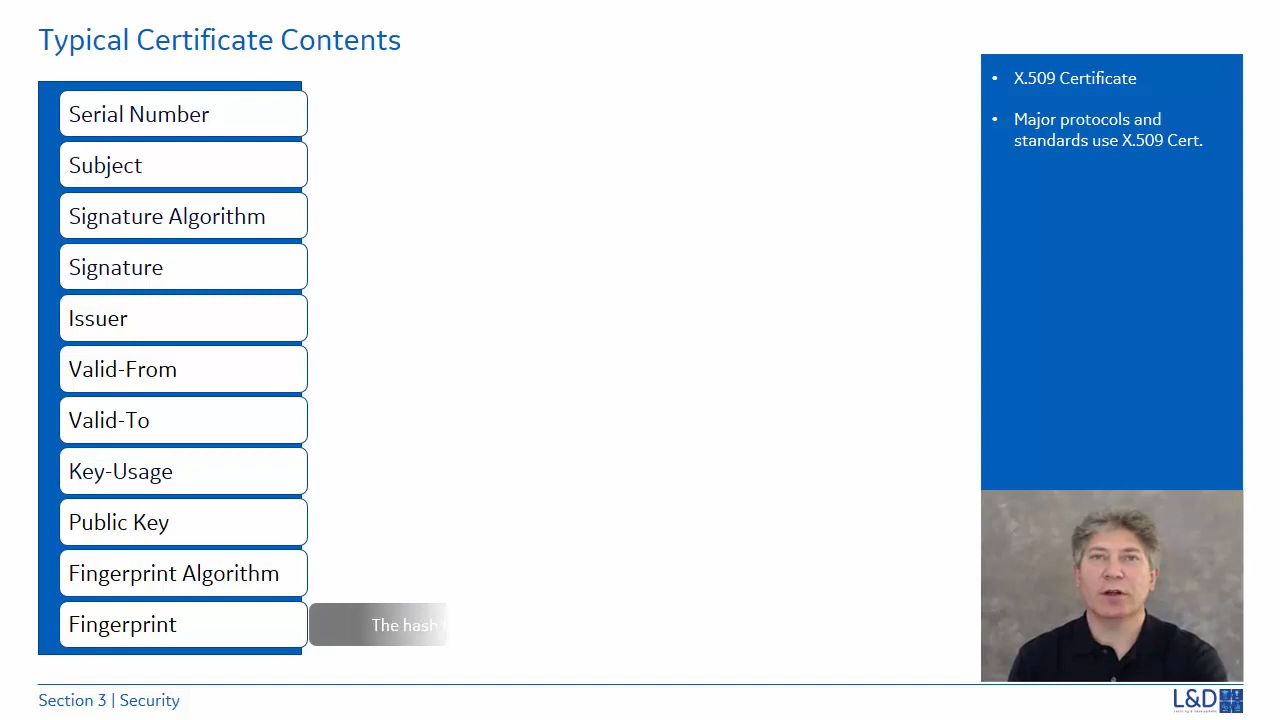 Typical Certificate Contents
Serial Number
Subject
Signature Algorithm
Signature
Issuer
Valid-From
Valid-To
Key-Usage
Public Key
Fingerprint Algorithm
Fingerprint
The hash
• X.509 Certificate
• Major protocols and
standards use X.509 Cert.
Section 3 | Security
L&D